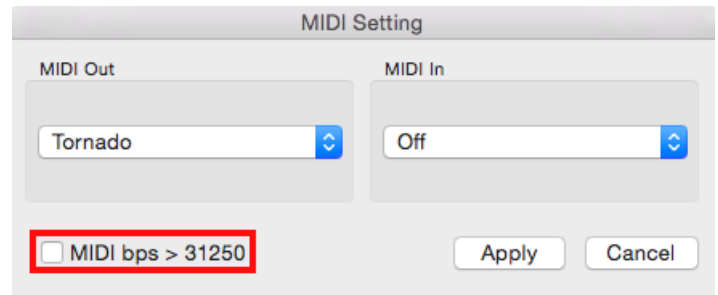 MIDI Setting
MIDI Out
MIDI In
Tornado
Off
MIDI bps > 31250
Apply
Cancel